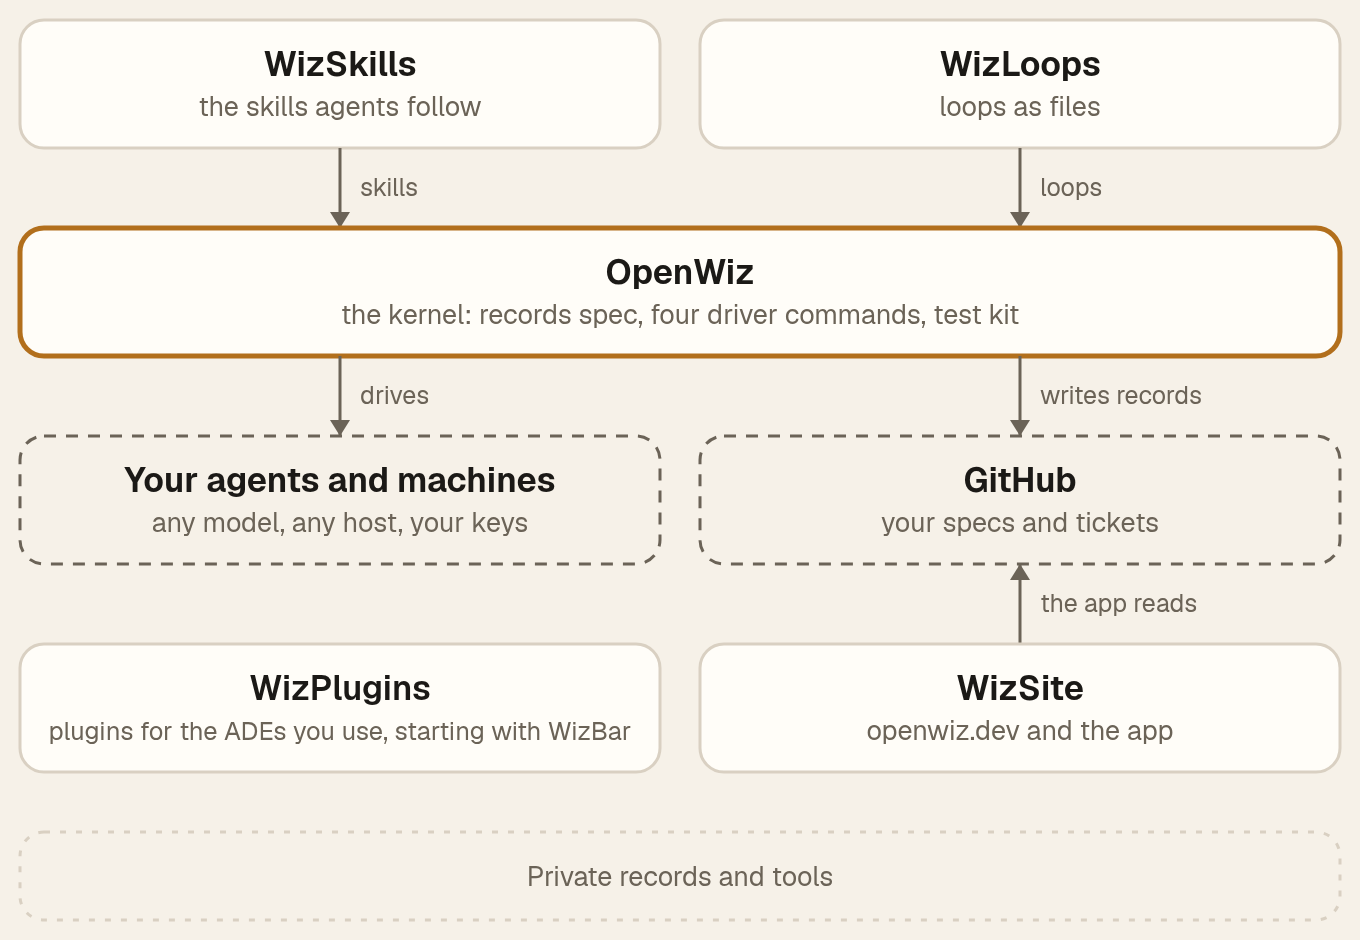 WizSkills
the skills agents follow
WizLoops
loops as files
skills
loops
OpenWiz
the kernel: records spec, four driver commands, test kit
drives
writes records
Your agents and machines
any model, any host, your keys
GitHub
your specs and tickets
the app reads
WizPlugins
plugins for the ADEs you use, starting with WizBar
WizSite
openwiz.dev and the app
Private records and tools